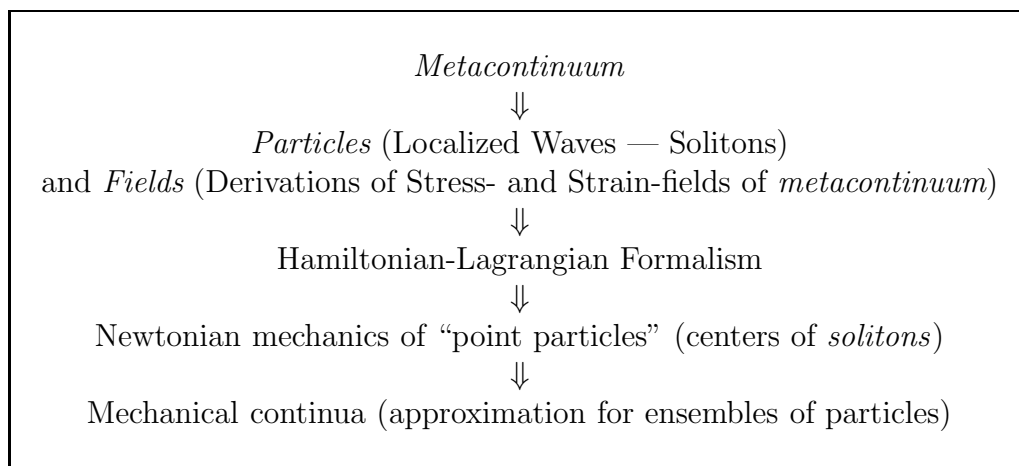 Metacontinuum
⇓
Particles (Localized Waves — Solitons)
and Fields (Derivations of Stress- and Strain-fields of metacontinuum)
⇓
Hamiltonian-Lagrangian Formalism
⇓
Newtonian mechanics of “point particles” (centers of solitons)
⇓
Mechanical continua (approximation for ensembles of particles)